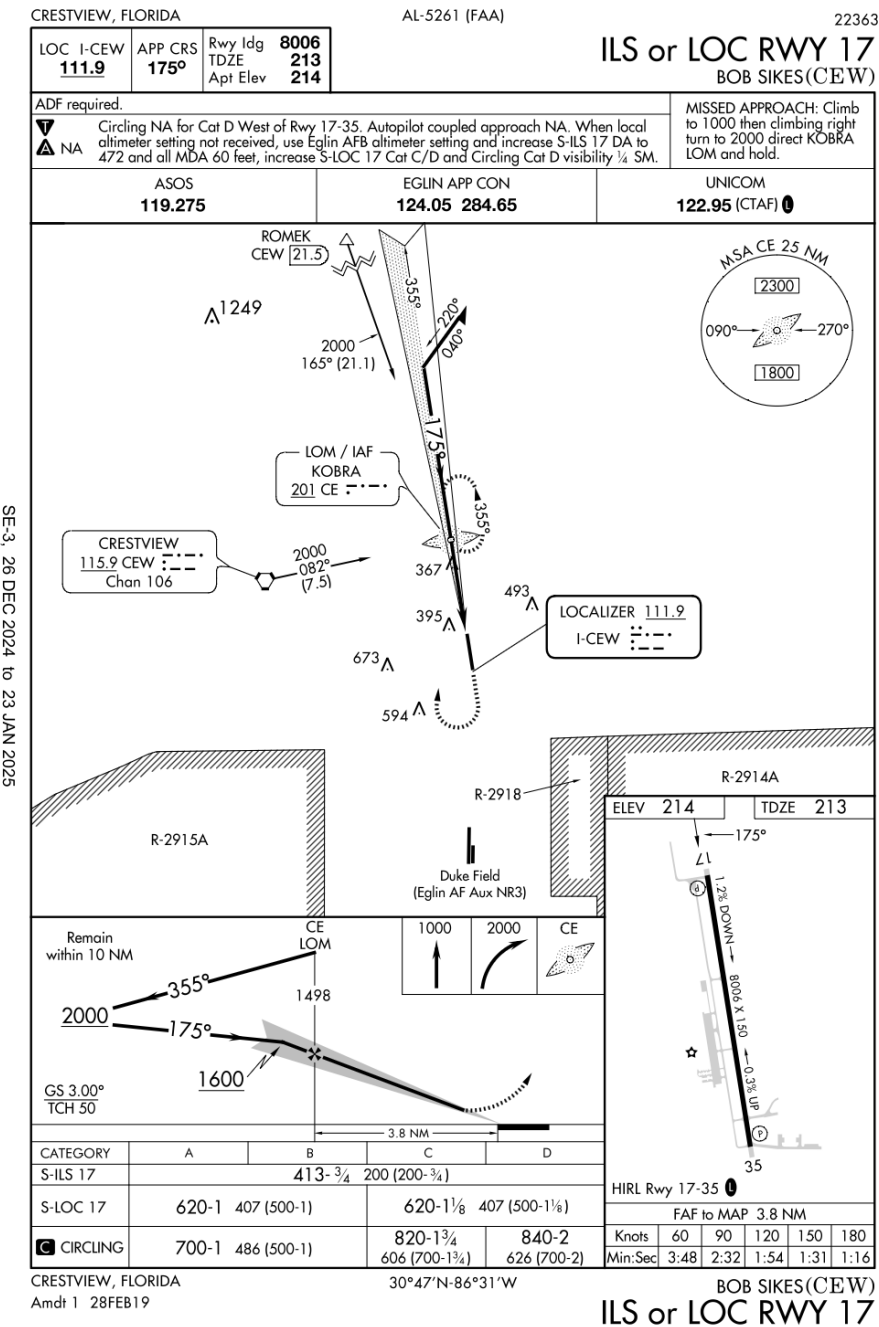 CRESTVIEW, FLORIDA
AL-5261 (FAA)
22363
LOC I-CEW
111.9
APP CRS
175°
Rwy Idg 8006
TDZE 213
Apt Elev 214
ILS or LOC RWY 17
BOB SIKES (CEW)
ADF required.
T
A NA
Circling NA for Cat D West of Rwy 17-35. Autopilot coupled approach NA. When local
altimeter setting not received, use Eglin AFB altimeter setting and increase S-ILS 17 DA to
472 and all MDA 60 feet, increase S-LOC 17 Cat C/D and Circling Cat D visibility ¼ SM.
MISSED APPROACH: Climb
to 1000 then climbing right
turn to 2000 direct KOBRA
LOM and hold.
ASOS
119.275
EGLIN APP CON
124.05 284.65
UNICOM
122.95 (CTAF) L
ROMEK
CEW 21.5
1249
2000
165° (21.1)
355°
220°
040°
175°
MSA CE 25 NM
2300
090°
270°
1800
LOM / IAF
KOBRA
201 CE
355°
CRESTVIEW
115.9 CEW
Chan 106
2000
082°
(7.5)
367
395
493
673
594
LOCALIZER 111.9
I-CEW
R-2915A
R-2918
R-2914A
Duke Field
(Eglin AF Aux NR3)
SE-3, 26 DEC 2024 to 23 JAN 2025
ELEV 214
TDZE 213
175°
17
P
1.2% DOWN
8006 X 150
0.3% UP
P
35
HIRL Rwy 17-35 L
FAF to MAP 3.8 NM
Knots 60 90 120 150 180
Min:Sec 3:48 2:32 1:54 1:31 1:16
Remain
within 10 NM
CE
LOM
1000
2000
CE
355°
2000
175°
1498
1600
GS 3.00°
TCH 50
3.8 NM
CATEGORY A B C D
S-ILS 17 413-¾ 200 (200-¾)
S-LOC 17 620-1 407 (500-1) 620-1⅛ 407 (500-1⅛)
C CIRCLING 700-1 486 (500-1) 820-1¾ 606 (700-1¾) 840-2 626 (700-2)
CRESTVIEW, FLORIDA
Amdt 1 28FEB19
30°47'N-86°31'W
BOB SIKES (CEW)
ILS or LOC RWY 17